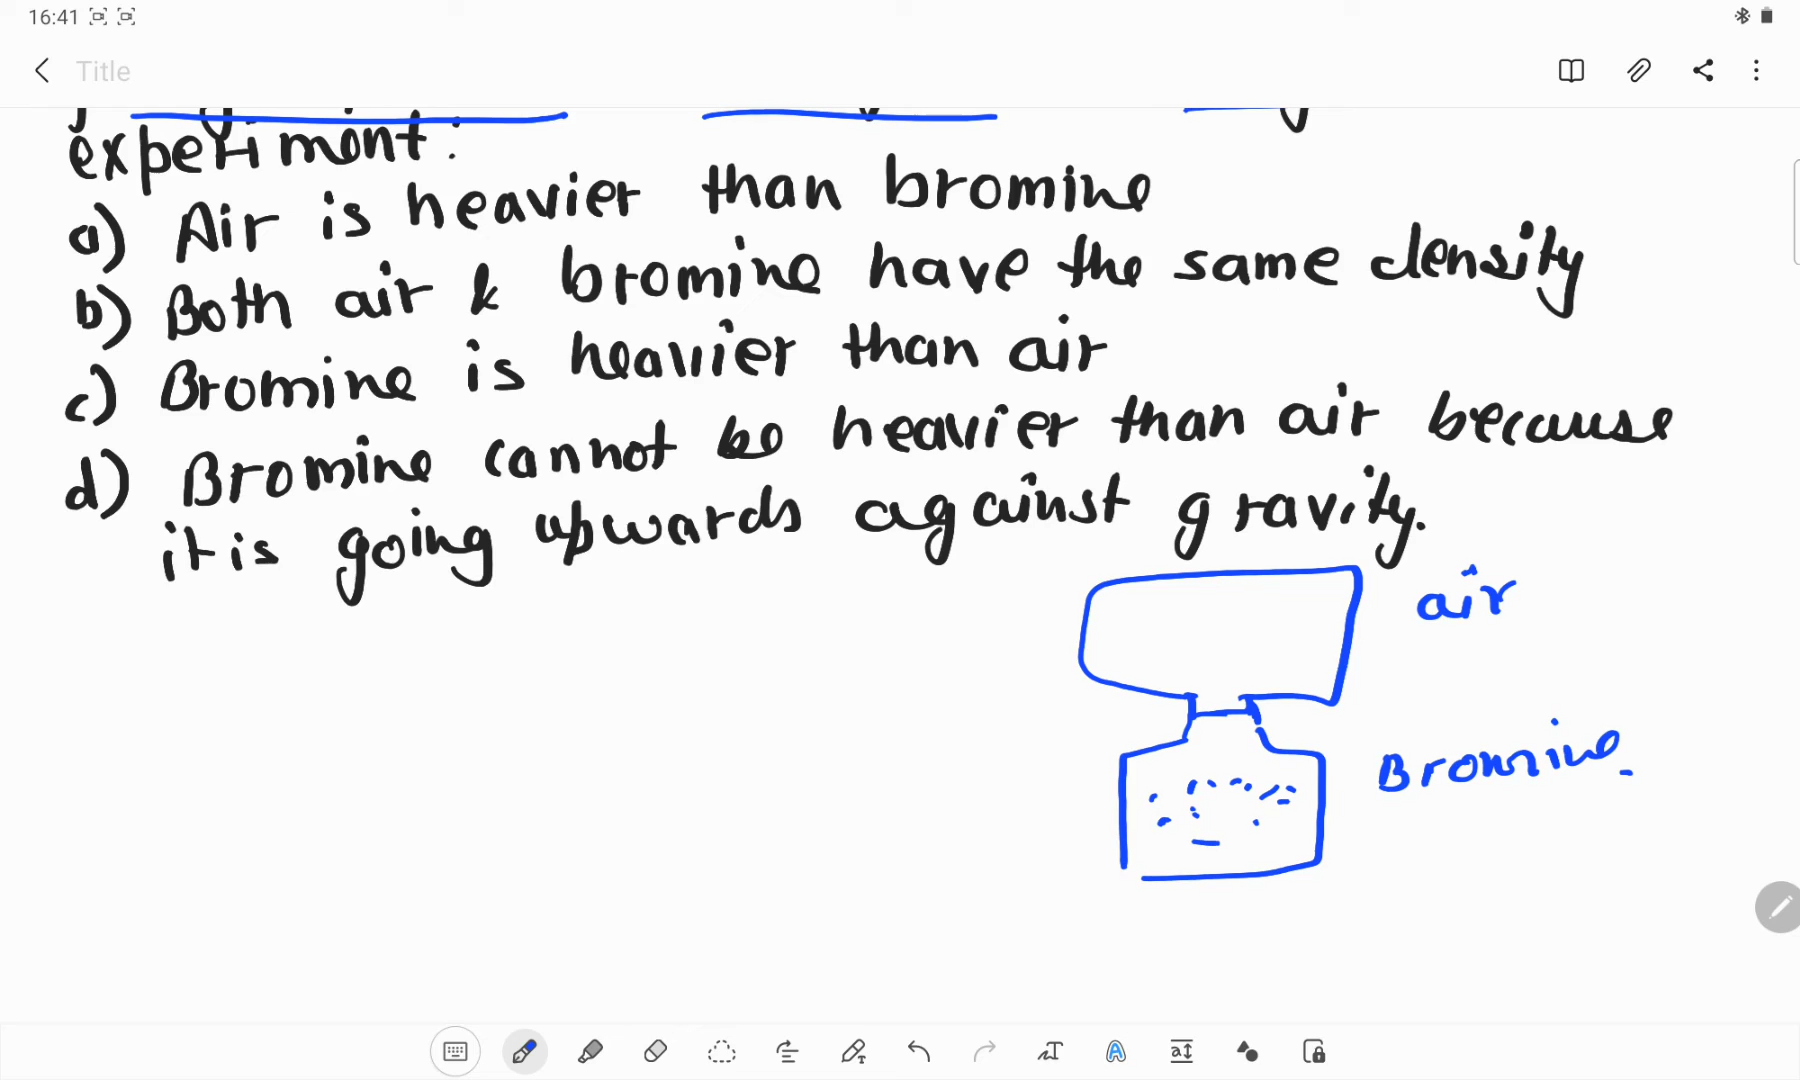 16:41
Title
experiment:
a) Air is heavier than bromine
b) Both air & bromine have the same density
c) Bromine is heavier than air
d) Bromine cannot be heavier than air because
it is going upwards against gravity.
air
Bromine